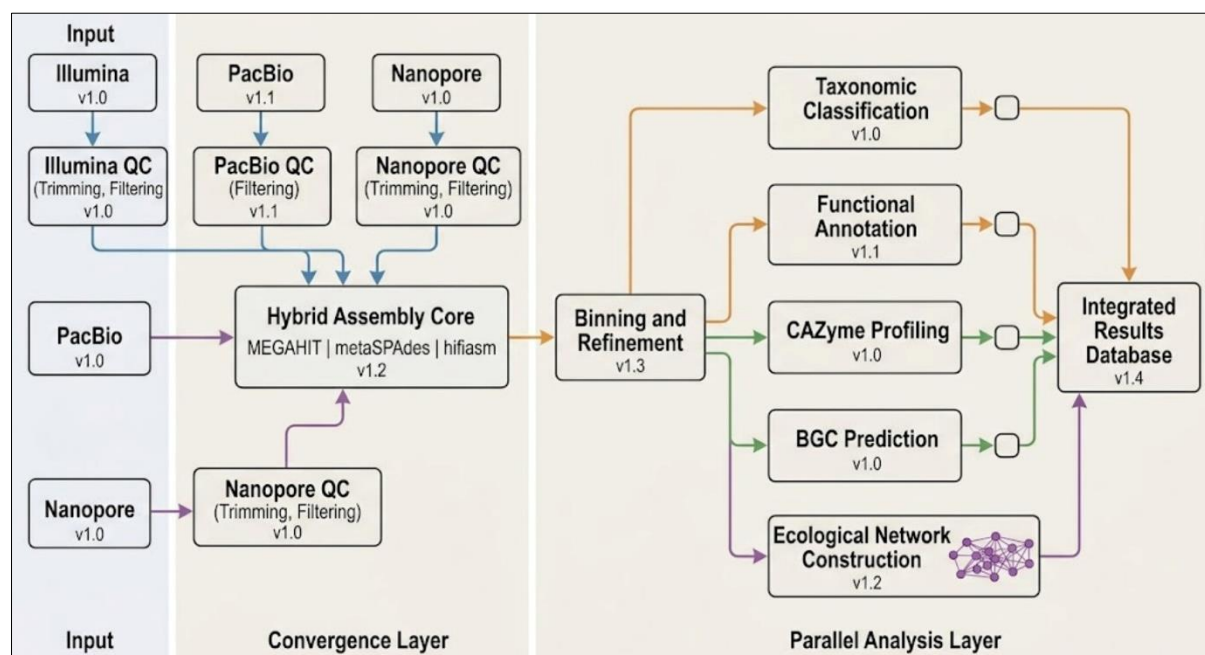 Input
Illumina
v1.0
PacBio
v1.1
Nanopore
v1.0
Illumina QC
(Trimming, Filtering
v1.0
PacBio QC
(Filtering)
v1.1
Nanopore QC
(Trimming, Filtering)
v1.0
PacBio
v1.0
Hybrid Assembly Core
MEGAHIT | metaSPAdes | hifiasm
v1.2
Nanopore
v1.0
Nanopore QC
(Trimming, Filtering)
v1.0
Binning and
Refinement
v1.3
Taxonomic
Classification
v1.0
Functional
Annotation
v1.1
CAZyme Profiling
v1.0
BGC Prediction
v1.0
Ecological Network
Construction
v1.2
Integrated
Results
Database
v1.4
Input
Convergence Layer
Parallel Analysis Layer